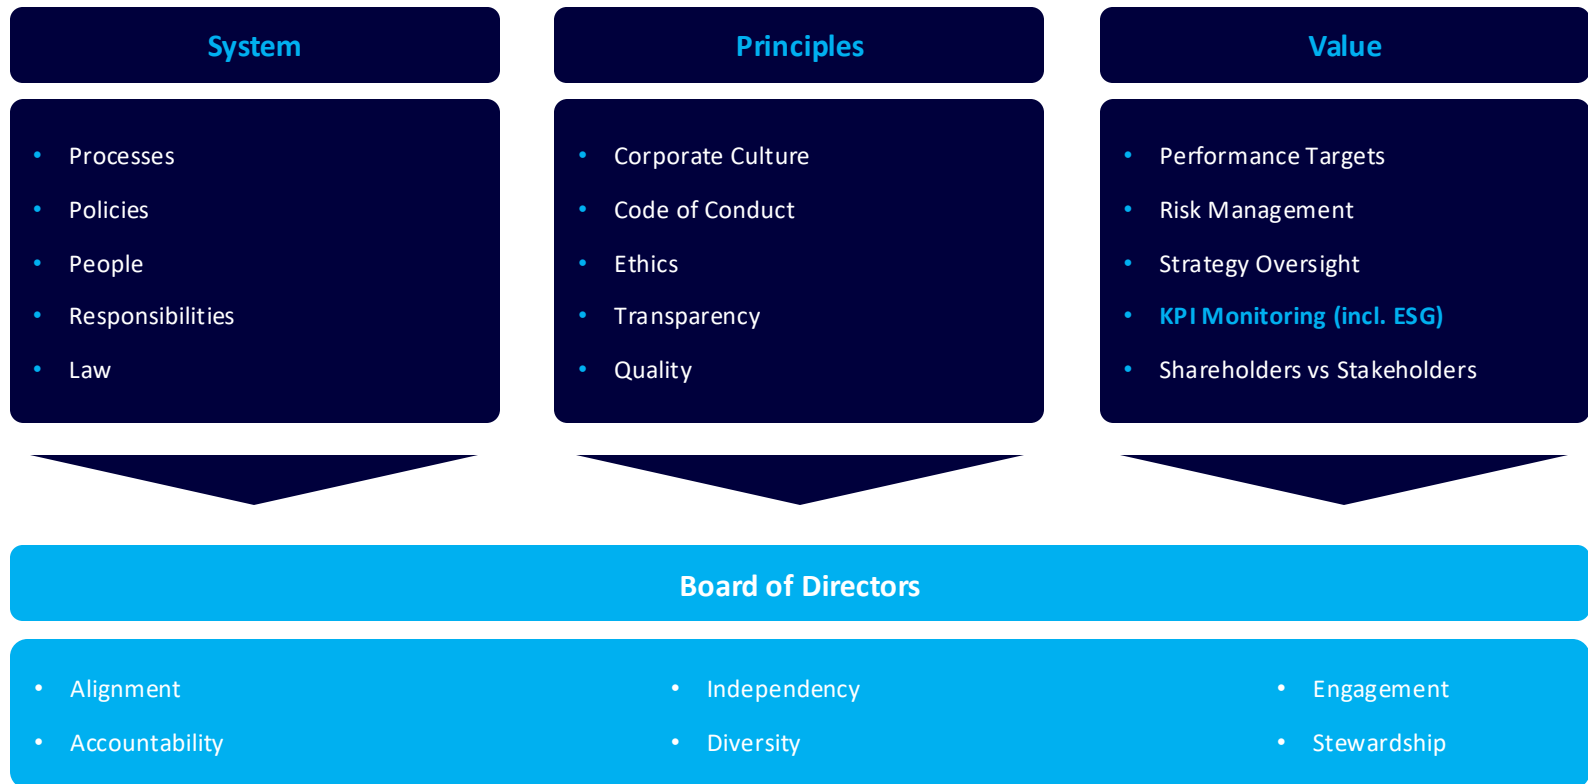 System
• Processes
• Policies
• People
• Responsibilities
• Law
Principles
• Corporate Culture
• Code of Conduct
• Ethics
• Transparency
• Quality
Value
• Performance Targets
• Risk Management
• Strategy Oversight
• KPI Monitoring (incl. ESG)
• Shareholders vs Stakeholders
Board of Directors
• Alignment
• Accountability
• Independency
• Diversity
• Engagement
• Stewardship